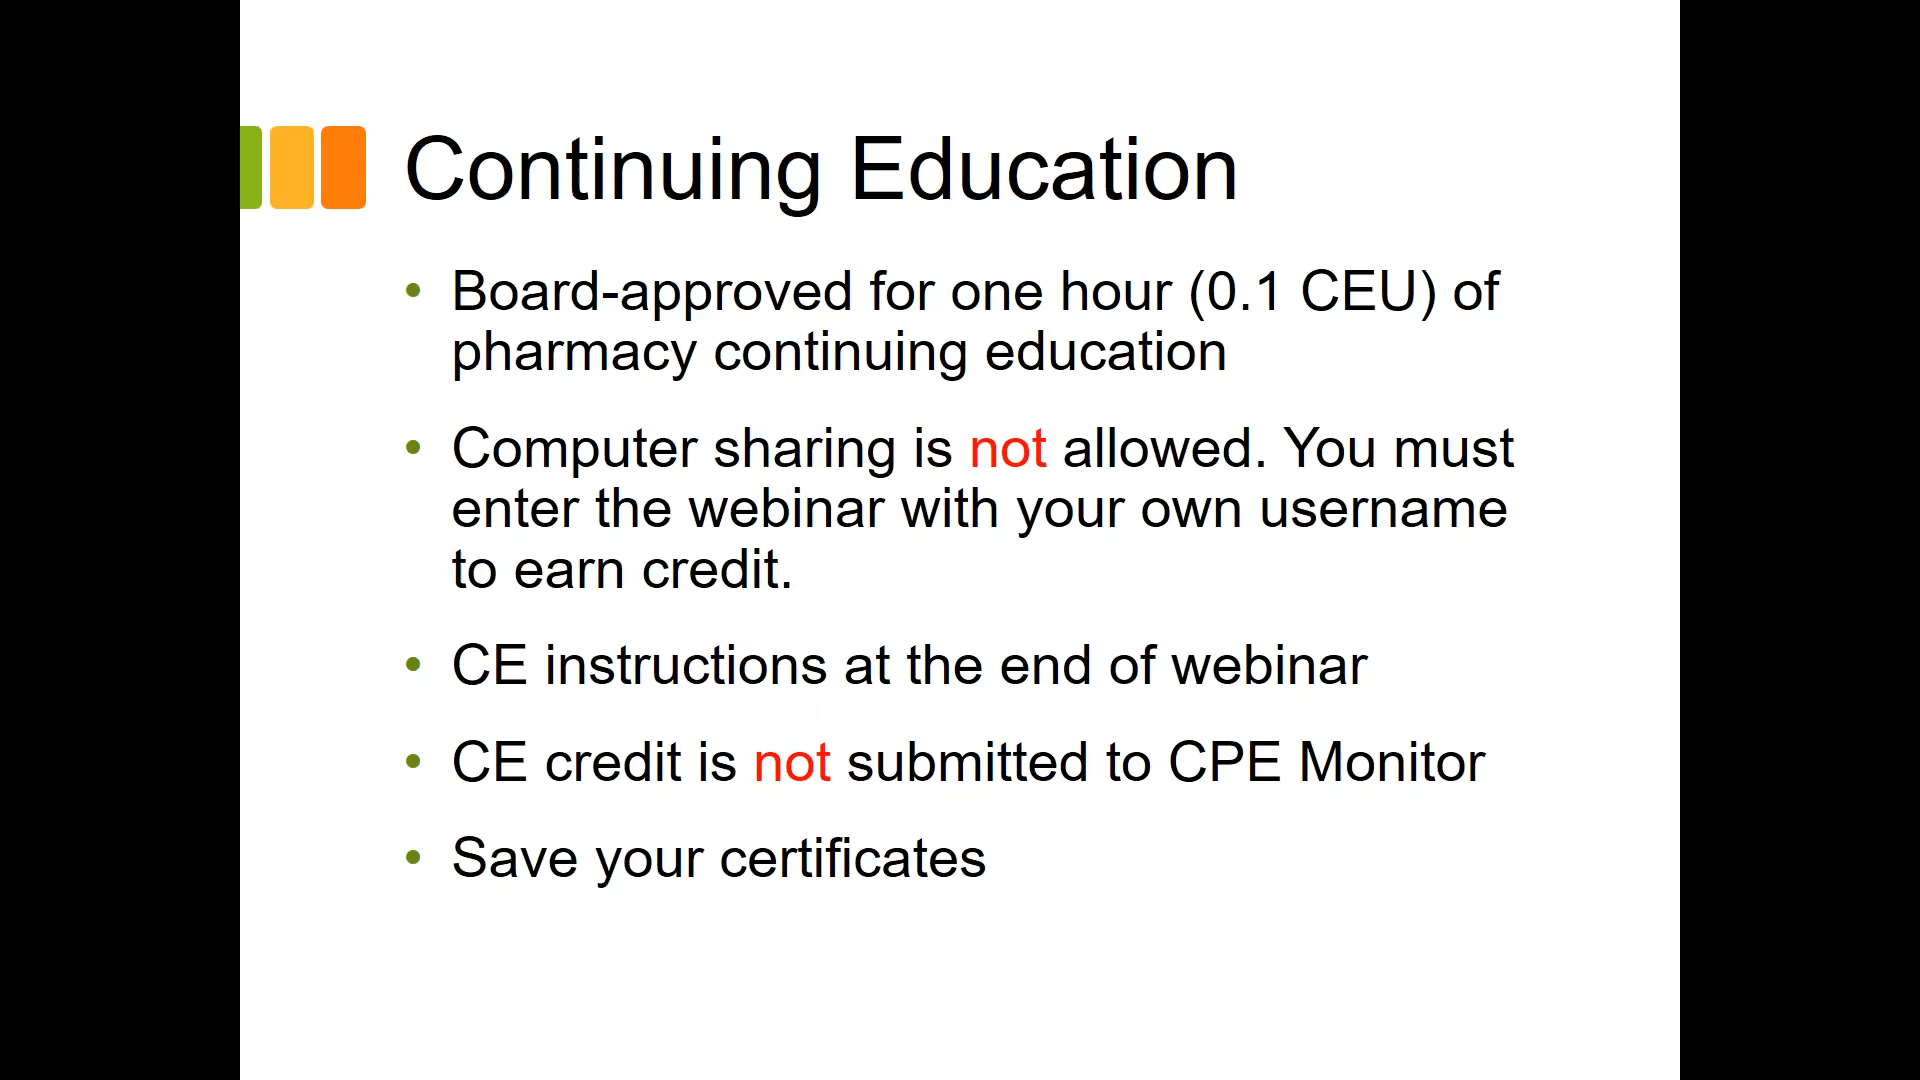 Continuing Education
• Board-approved for one hour (0.1 CEU) of
pharmacy continuing education
• Computer sharing is not allowed. You must
enter the webinar with your own username
to earn credit.
• CE instructions at the end of webinar
• CE credit is not submitted to CPE Monitor
• Save your certificates